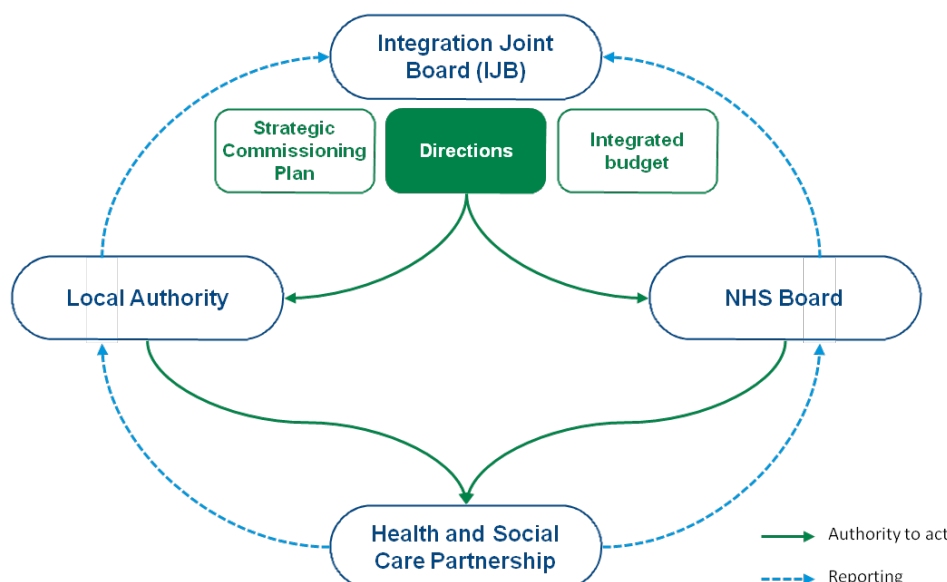 Integration Joint
Board (IJB)
Strategic
Commissioning
Plan
Directions
Integrated
budget
Local Authority
NHS Board
Health and Social
Care Partnership
Authority to act
Reporting